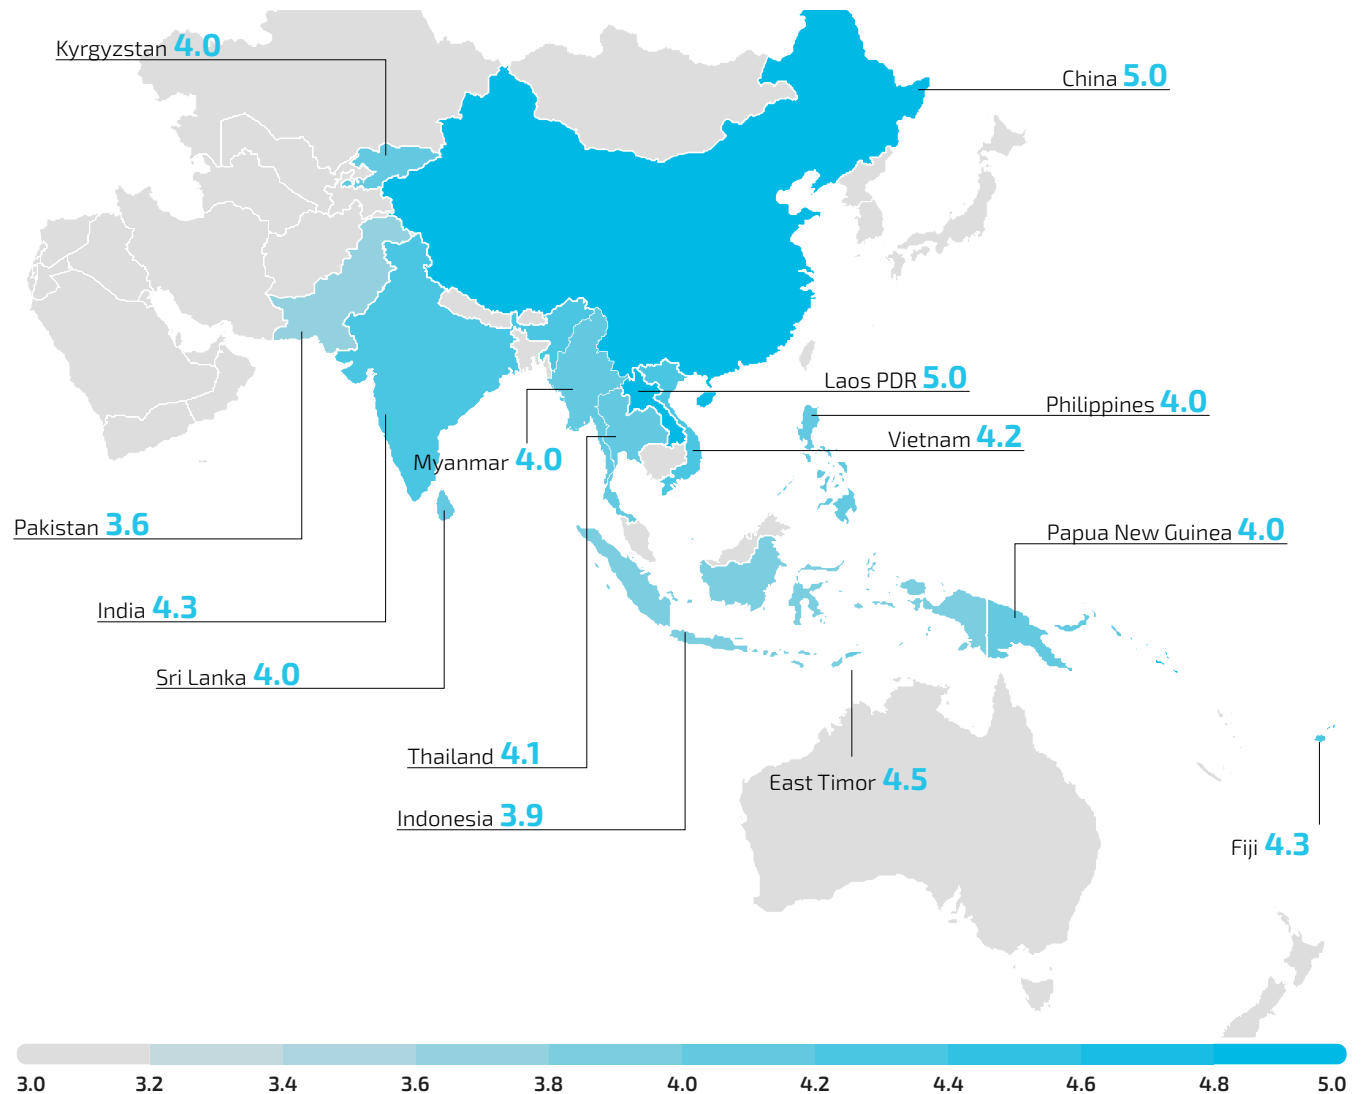 Kyrgyzstan 4.0
China 5.0
Laos PDR 5.0
Philippines 4.0
Vietnam 4.2
Myanmar 4.0
Pakistan 3.6
Papua New Guinea 4.0
India 4.3
Sri Lanka 4.0
Thailand 4.1
East Timor 4.5
Indonesia 3.9
Fiji 4.3
3.0 3.2 3.4 3.6 3.8 4.0 4.2 4.4 4.6 4.8 5.0